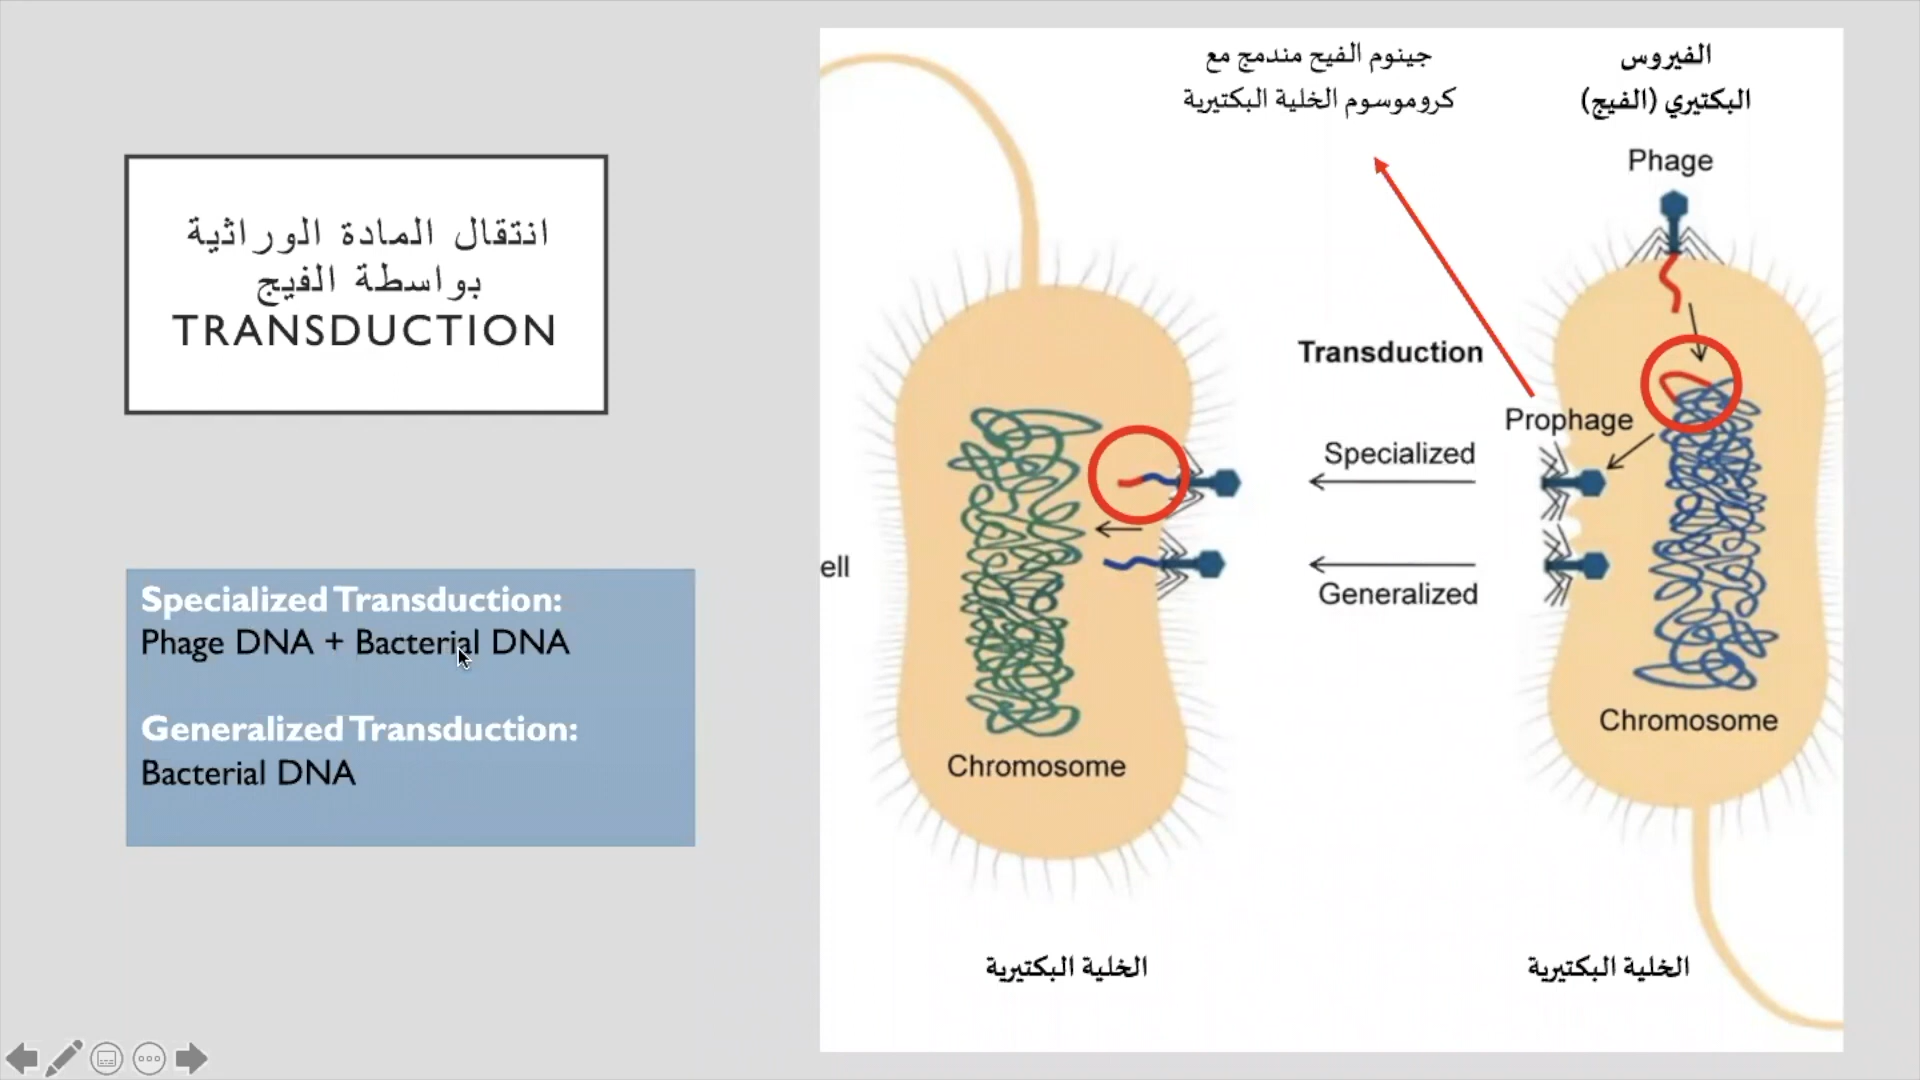 انتقال المادة الوراثية
بواسطة الفيج
TRANSDUCTION
Specialized Transduction:
Phage DNA + Bacterial DNA
Generalized Transduction:
Bacterial DNA
جينوم الفيج مندمج مع
كروموسوم الخلية البكتيرية
الفيروس
البكتيري (الفيج)
Phage
Transduction
Prophage
Specialized
Generalized
ell
Chromosome
Chromosome
الخلية البكتيرية
الخلية البكتيرية